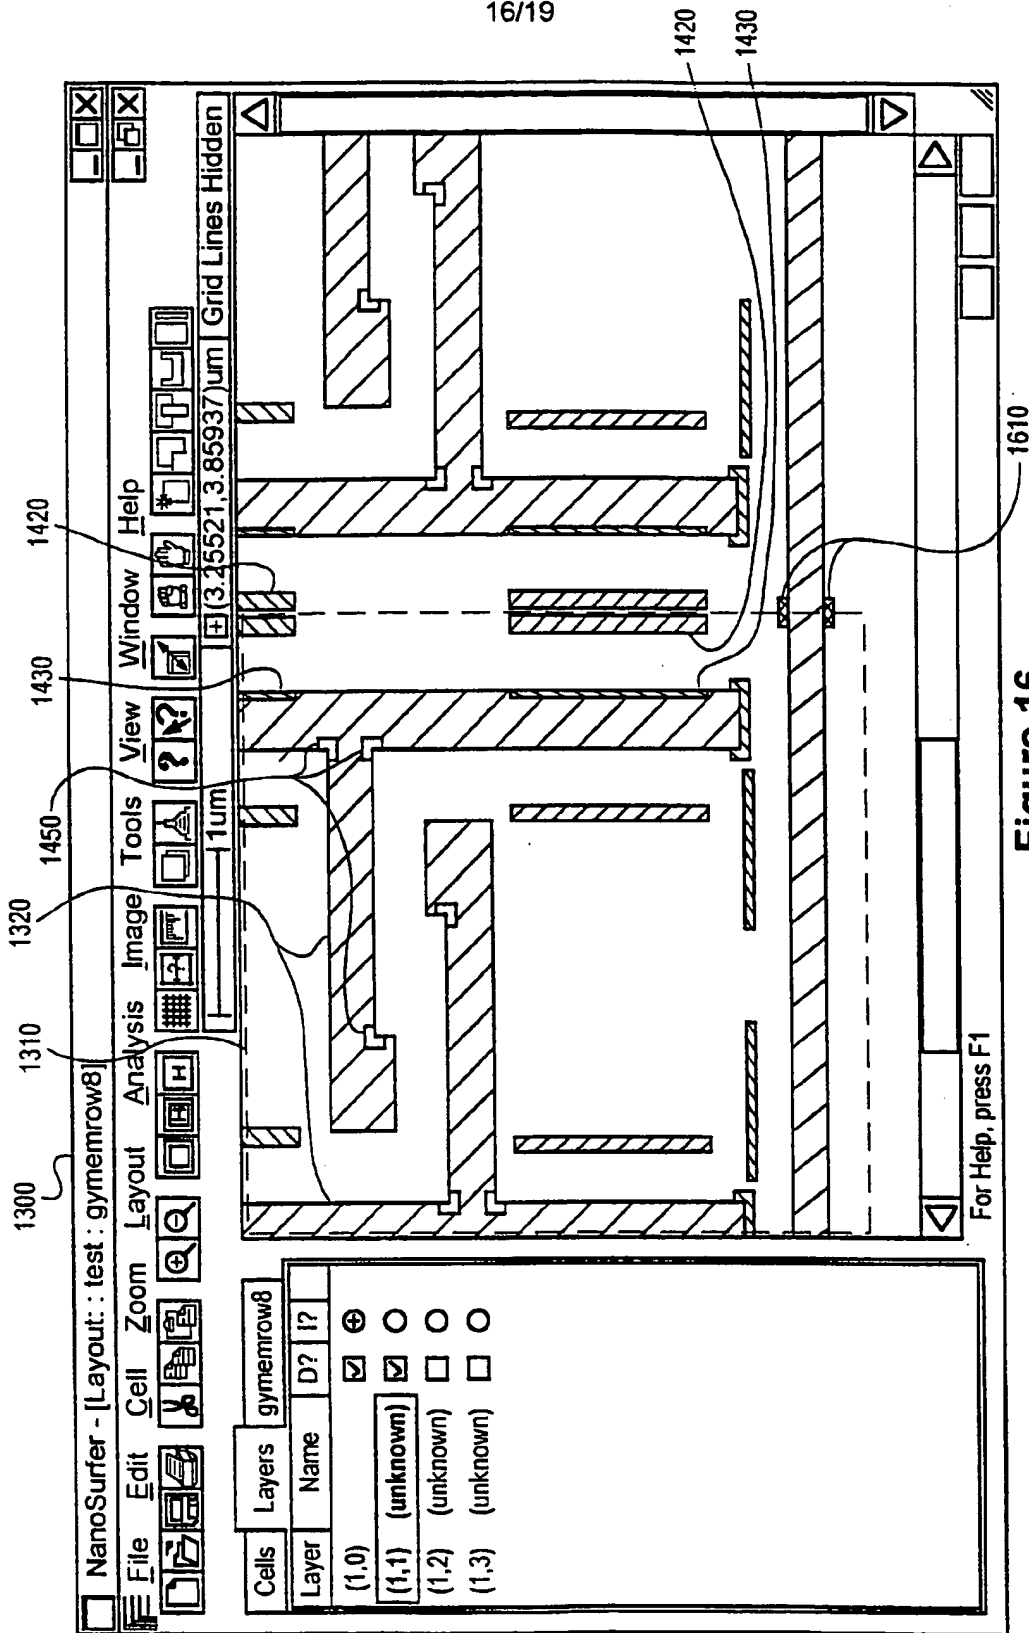 16/19
1300
1310
1320
1450
1430
1420
1420
1430
NanoSurfer - [Layout: : test : gymemrow8]
File Edit Cell Zoom Layout Analysis Image Tools View Window Help
1um
(3.25521,3.85937)um
Grid Lines Hidden
Cells Layers gymemrow8
Layer Name D? I?
(1,0)
(1,1) (unknown)
(1,2) (unknown)
(1,3) (unknown)
For Help, press F1
1610
Figure 16